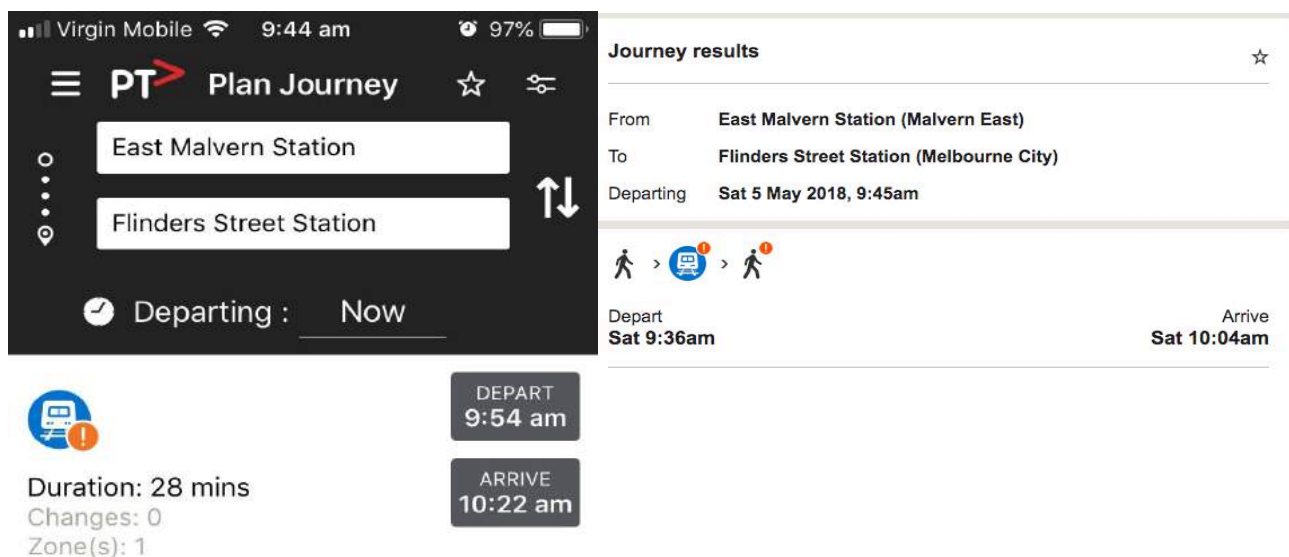 Virgin Mobile 9:44 am 97%
PT> Plan Journey
East Malvern Station
Flinders Street Station
Departing : Now
DEPART
9:54 am
Duration: 28 mins
ARRIVE
10:22 am
Changes: 0
Zone(s): 1
Journey results
From East Malvern Station (Malvern East)
To Flinders Street Station (Melbourne City)
Departing Sat 5 May 2018, 9:45am
Depart Arrive
Sat 9:36am Sat 10:04am